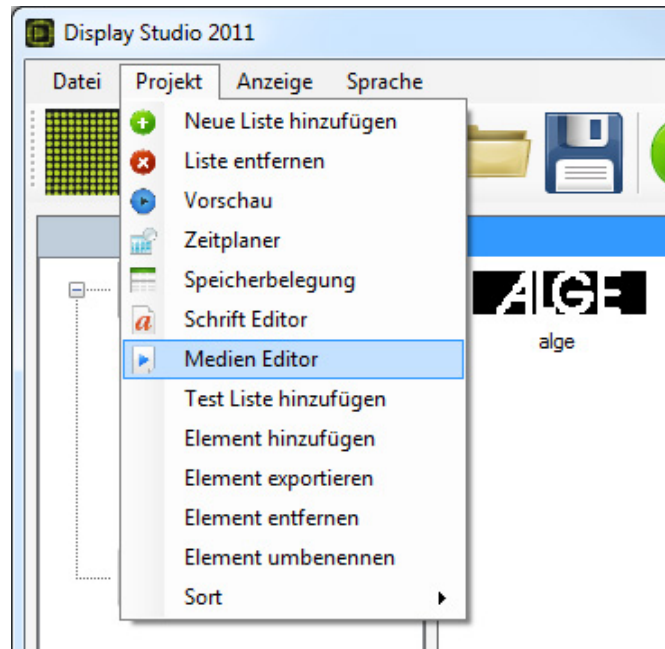 Display Studio 2011
Datei Projekt Anzeige Sprache
Neue Liste hinzufügen
Liste entfernen
Vorschau
Zeitplaner
Speicherbelegung
Schrift Editor
Medien Editor
Test Liste hinzufügen
Element hinzufügen
Element exportieren
Element entfernen
Element umbenennen
Sort
ALGE
alge